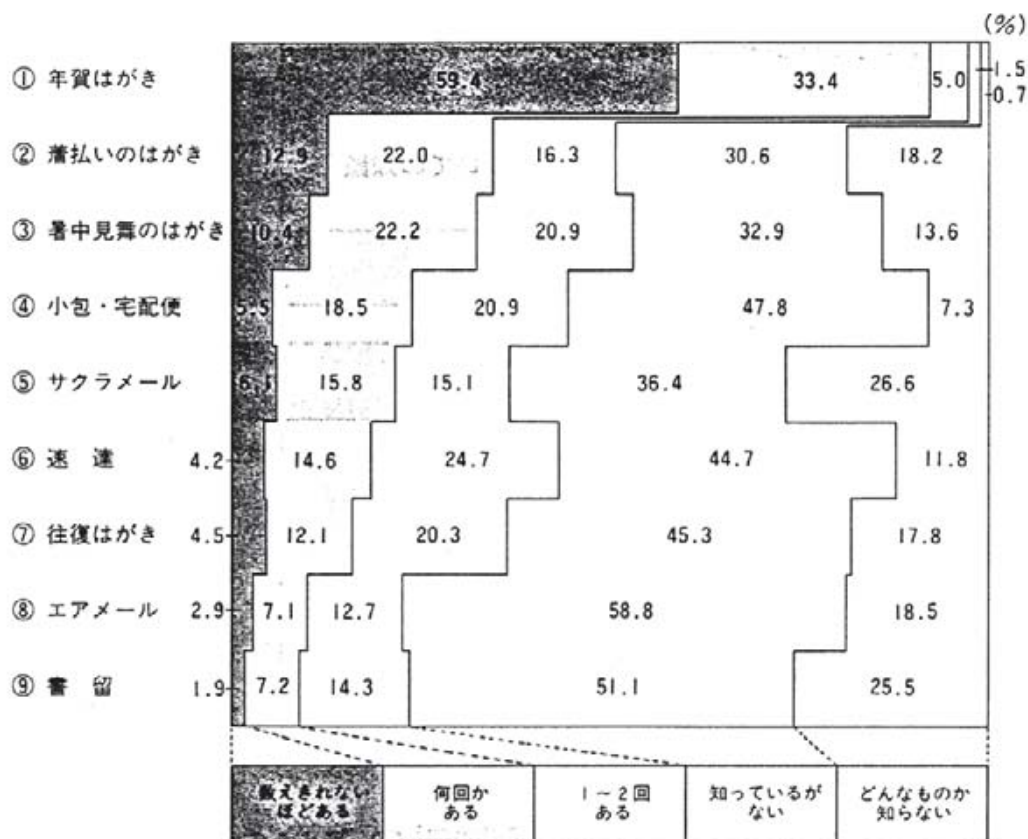 (%)
① 年賀はがき 59.4 33.4 5.0 1.5 0.7
② 着払いのはがき 12.9 22.0 16.3 30.6 18.2
③ 暑中見舞のはがき 10.4 22.2 20.9 32.9 13.6
④ 小包・宅配便 5.5 18.5 20.9 47.8 7.3
⑤ サクラメール 6.1 15.8 15.1 36.4 26.6
⑥ 速達 4.2 14.6 24.7 44.7 11.8
⑦ 往復はがき 4.5 12.1 20.3 45.3 17.8
⑧ エアメール 2.9 7.1 12.7 58.8 18.5
⑨ 書留 1.9 7.2 14.3 51.1 25.5
数えきれない 何回か 1〜2回 知っているが どんなものか
ほどある ある ある ない 知らない